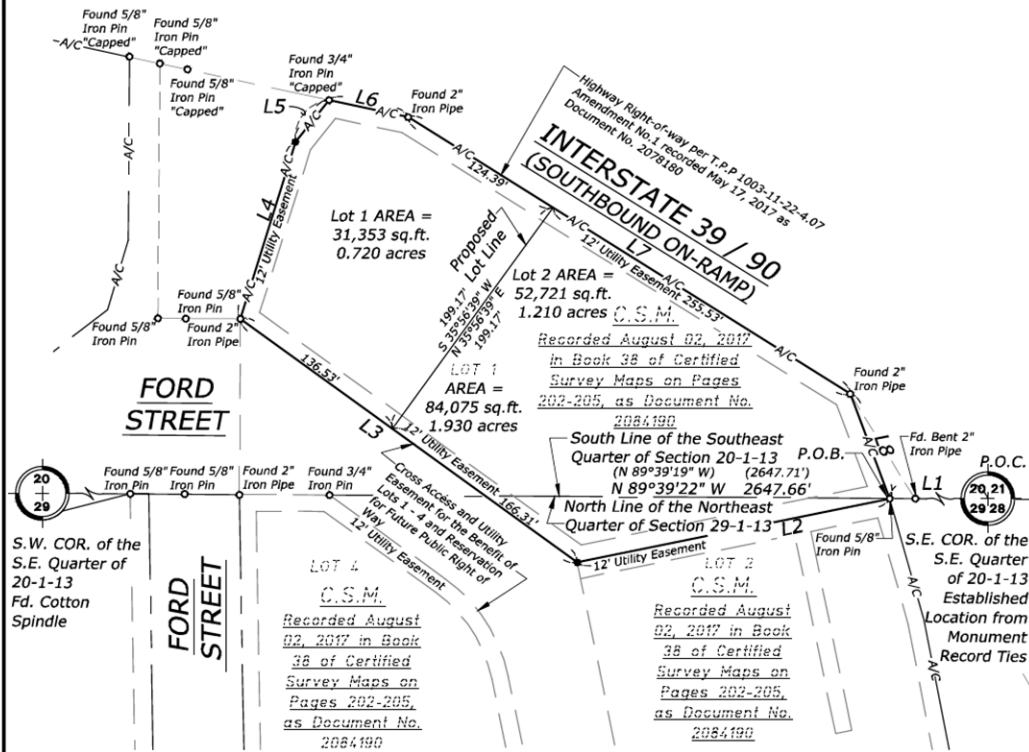 Found 5/8"
Iron Pin
"Capped"
Found 5/8"
Iron Pin
"Capped"
Found 5/8"
Iron Pin
"Capped"
Found 3/4"
Iron Pin
"Capped"
Found 2"
Iron Pipe
A/C
A/C
A/C
L5
A/C
L6
A/C
A/C
124.39'
Highway Right-of-way per T.P.P 1003-11-22-4.07
Amendment No.1 recorded May 17, 2017 as
Document No. 2078180
INTERSTATE 39 / 90
(SOUTHBOUND ON-RAMP)
A/C
L7
A/C
12' Utility Easement
255.53'
A/C
L4
12' Utility Easement
A/C
Lot 1 AREA =
31,353 sq.ft.
0.720 acres
Proposed
Lot Line
199.17'
S 35°56'39" W
N 35°56'39" E
199.17'
Lot 2 AREA =
52,721 sq.ft.
1.210 acres
C.S.M.
Recorded August 02, 2017
in Book 38 of Certified
Survey Maps on Pages
202-205, as Document No.
2084190
LOT 1
AREA =
84,075 sq.ft.
1.930 acres
Found 5/8"
Iron Pin
Found 5/8"
Iron Pin
Found 2"
Iron Pipe
136.53'
L3
12' Utility Easement
166.31'
Found 2"
Iron Pipe
L8
FORD
STREET
South Line of the Southeast
Quarter of Section 20-1-13
(N 89°39'19" W) (2647.71')
N 89°39'22" W 2647.66'
North Line of the Northeast
Quarter of Section 29-1-13
P.O.B.
Fd. Bent 2"
Iron Pipe
L1
P.O.C.
20
29
20 21
29 28
Found 5/8"
Iron Pin
Found 5/8"
Iron Pin
Found 2"
Iron Pipe
Found 3/4"
Iron Pin
L2
12' Utility Easement
Found 5/8"
Iron Pin
Cross Access and Utility
Easement for the Benefit of
Lots 1 - 4 and Reservation
for Future Public Right of
Way
12' Utility Easement
S.W. COR. of the
S.E. Quarter of
20-1-13
Fd. Cotton
Spindle
S.E. COR. of the
S.E. Quarter
of 20-1-13
Established
Location from
Monument
Record Ties
A/C
A/C
FORD
STREET
LOT 4
C.S.M.
Recorded August
02, 2017 in Book
38 of Certified
Survey Maps on
Pages 202-205,
as Document No.
2084190
LOT 2
C.S.M.
Recorded August
02, 2017 in Book
38 of Certified
Survey Maps on
Pages 202-205,
as Document No.
2084190